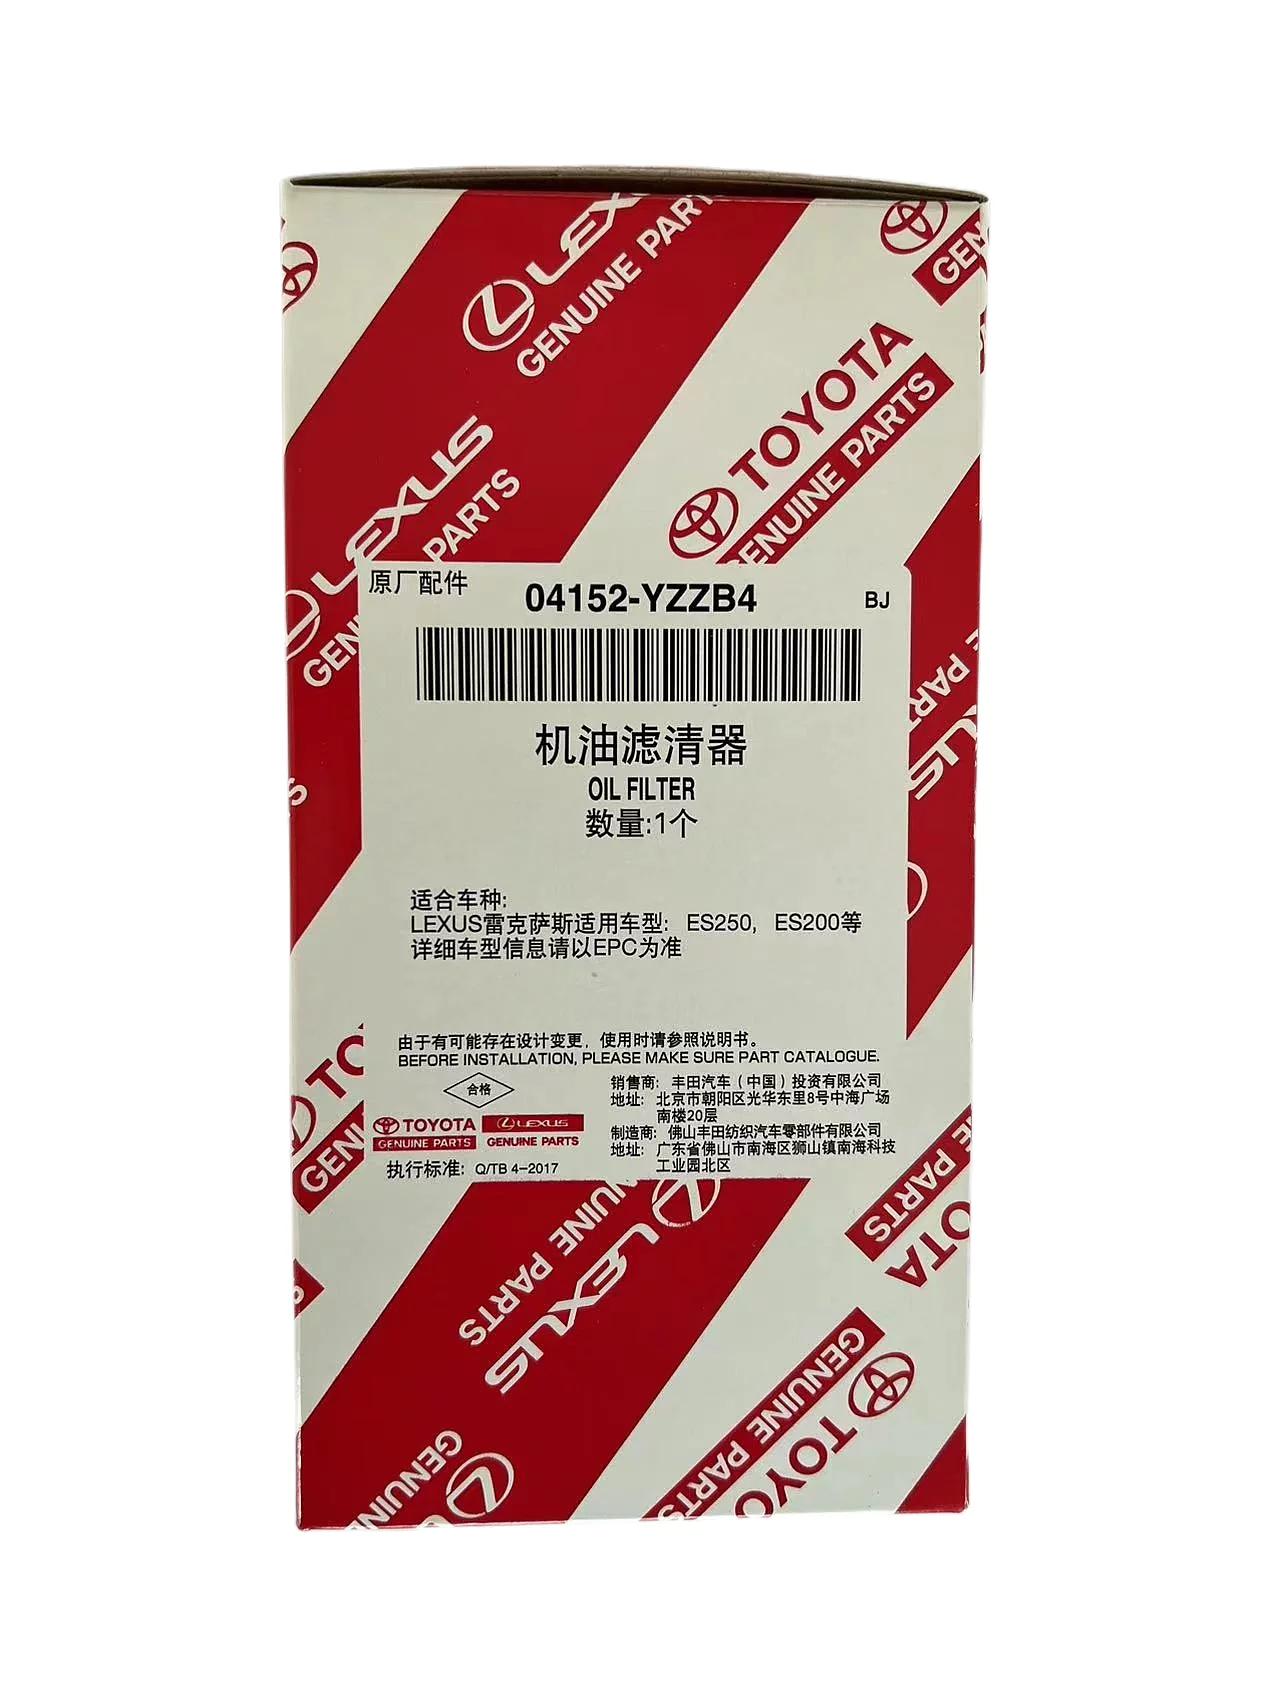 LEXUS
GENUINE PARTS
TOYOTA
GENUINE PARTS
LEXUS
PARTS
原厂配件
04152-YZZB4
BJ
机油滤清器
OIL FILTER
数量:1个
适合车种:
LEXUS雷克萨斯适用车型: ES250, ES200等
详细车型信息请以EPC为准
由于有可能存在设计变更，使用时请参照说明书。
BEFORE INSTALLATION, PLEASE MAKE SURE PART CATALOGUE.
合格
TOYOTA
GENUINE PARTS
LEXUS
GENUINE PARTS
执行标准: Q/TB 4-2017
销售商: 丰田汽车(中国)投资有限公司
地址: 北京市朝阳区光华东里8号中海广场
南楼20层
制造商: 佛山丰田纺织汽车零部件有限公司
地址: 广东省佛山市南海区狮山镇南海科技
工业园北区
GENUINE PARTS
LEXUS
PARTS
GENUINE PARTS
TOYO
GENUINE